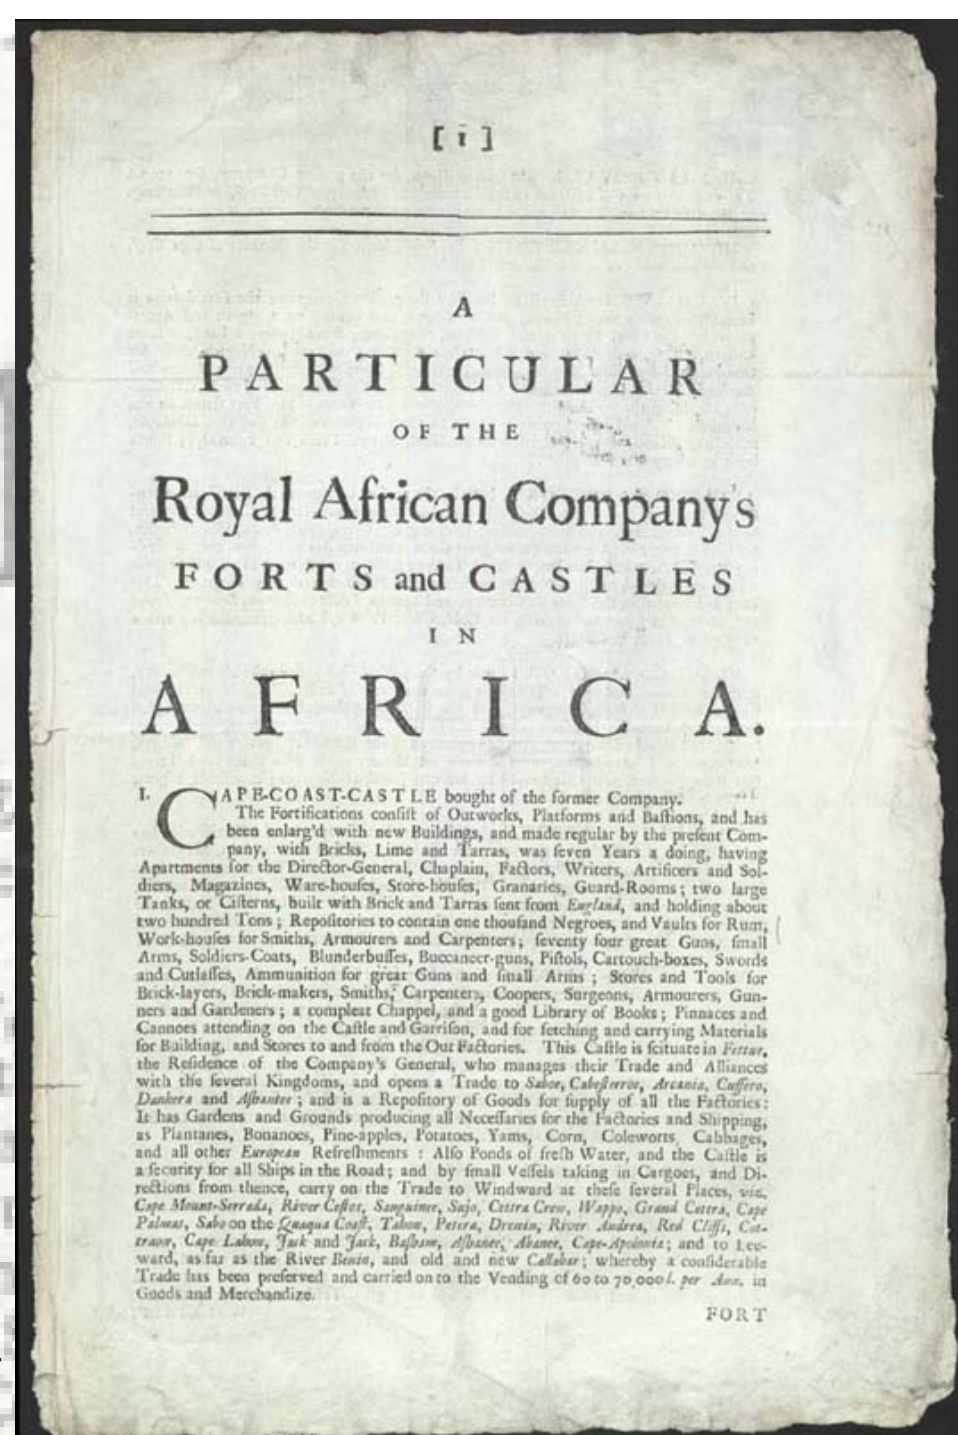 [ 1 ]
A
PARTICULAR
OF THE
Royal African Company's
FORTS and CASTLES
IN
AFRICA.
I. CAPE-COAST-CASTLE bought of the former Company.
The Fortifications conſiſt of Outworks, Platforms and Baſtions, and has
been enlarg'd with new Buildings, and made regular by the preſent Com-
pany, with Bricks, Lime and Tarras, was ſeven Years a doing, having
Apartments for the Director-General, Chaplain, Factors, Writers, Artificers and Sol-
diers, Magazines, Ware-houſes, Store-houſes, Granaries, Guard-Rooms; two large
Tanks, or Ciſterns, built with Brick and Tarras ſent from England, and holding about
two hundred Tons; Repoſitories to contain one thouſand Negroes, and Vaults for Rum,
Work-houſes for Smiths, Armourers and Carpenters; ſeventy four great Guns, ſmall
Arms, Soldiers-Coats, Blunderbuſſes, Buccaneer-guns, Piſtols, Cartouch-boxes, Swords
and Cutlaſſes, Ammunition for great Guns and ſmall Arms; Stores and Tools for
Brick-layers, Brick-makers, Smiths, Carpenters, Coopers, Surgeons, Armourers, Gun-
ners and Gardeners; a compleat Chappel, and a good Library of Books; Pinnaces and
Cannoes attending on the Caſtle and Garriſon, and for fetching and carrying Materials
for Building, and Stores to and from the Out Factories. This Caſtle is ſcituate in Fettue,
the Reſidence of the Company's General, who manages their Trade and Alliances
with the ſeveral Kingdoms, and opens a Trade to Saboe, Cabeſterroe, Arcania, Cuffero,
Dankera and Aſhantee; and is a Repoſitory of Goods for ſupply of all the Factories:
It has Gardens and Grounds producing all Neceſſaries for the Factories and Shipping,
as Plantanes, Bonanoes, Pine-apples, Potatoes, Yams, Corn, Coleworts, Cabbages,
and all other European Refreſhments: Alſo Ponds of freſh Water, and the Caſtle is
a ſecurity for all Ships in the Road; and by ſmall Veſſels taking in Cargoes, and Di-
rections from thence, carry on the Trade to Windward at theſe ſeveral Places, viz.
Cape Mount-Serrada, River Ceſtos, Sanguinee, Sajo, Cettra Crew, Wappo, Grand Cettra, Cape
Palmas, Sabo on the Quaqua Coaſt, Tabow, Petera, Drewin, River Andrea, Red Cliffs, Cot-
, Cape Labow, Jack and Jack, Baſham, Aſhanee, Abanee, Cape-Apolonia; and to Lee-
ward, as far as the River Benin, and old and new Callabar; whereby a conſiderable
Trade has been preſerved and carried on to the Vending of 60 to 70,000 l. per Ann. in
Goods and Merchandize.
FORT